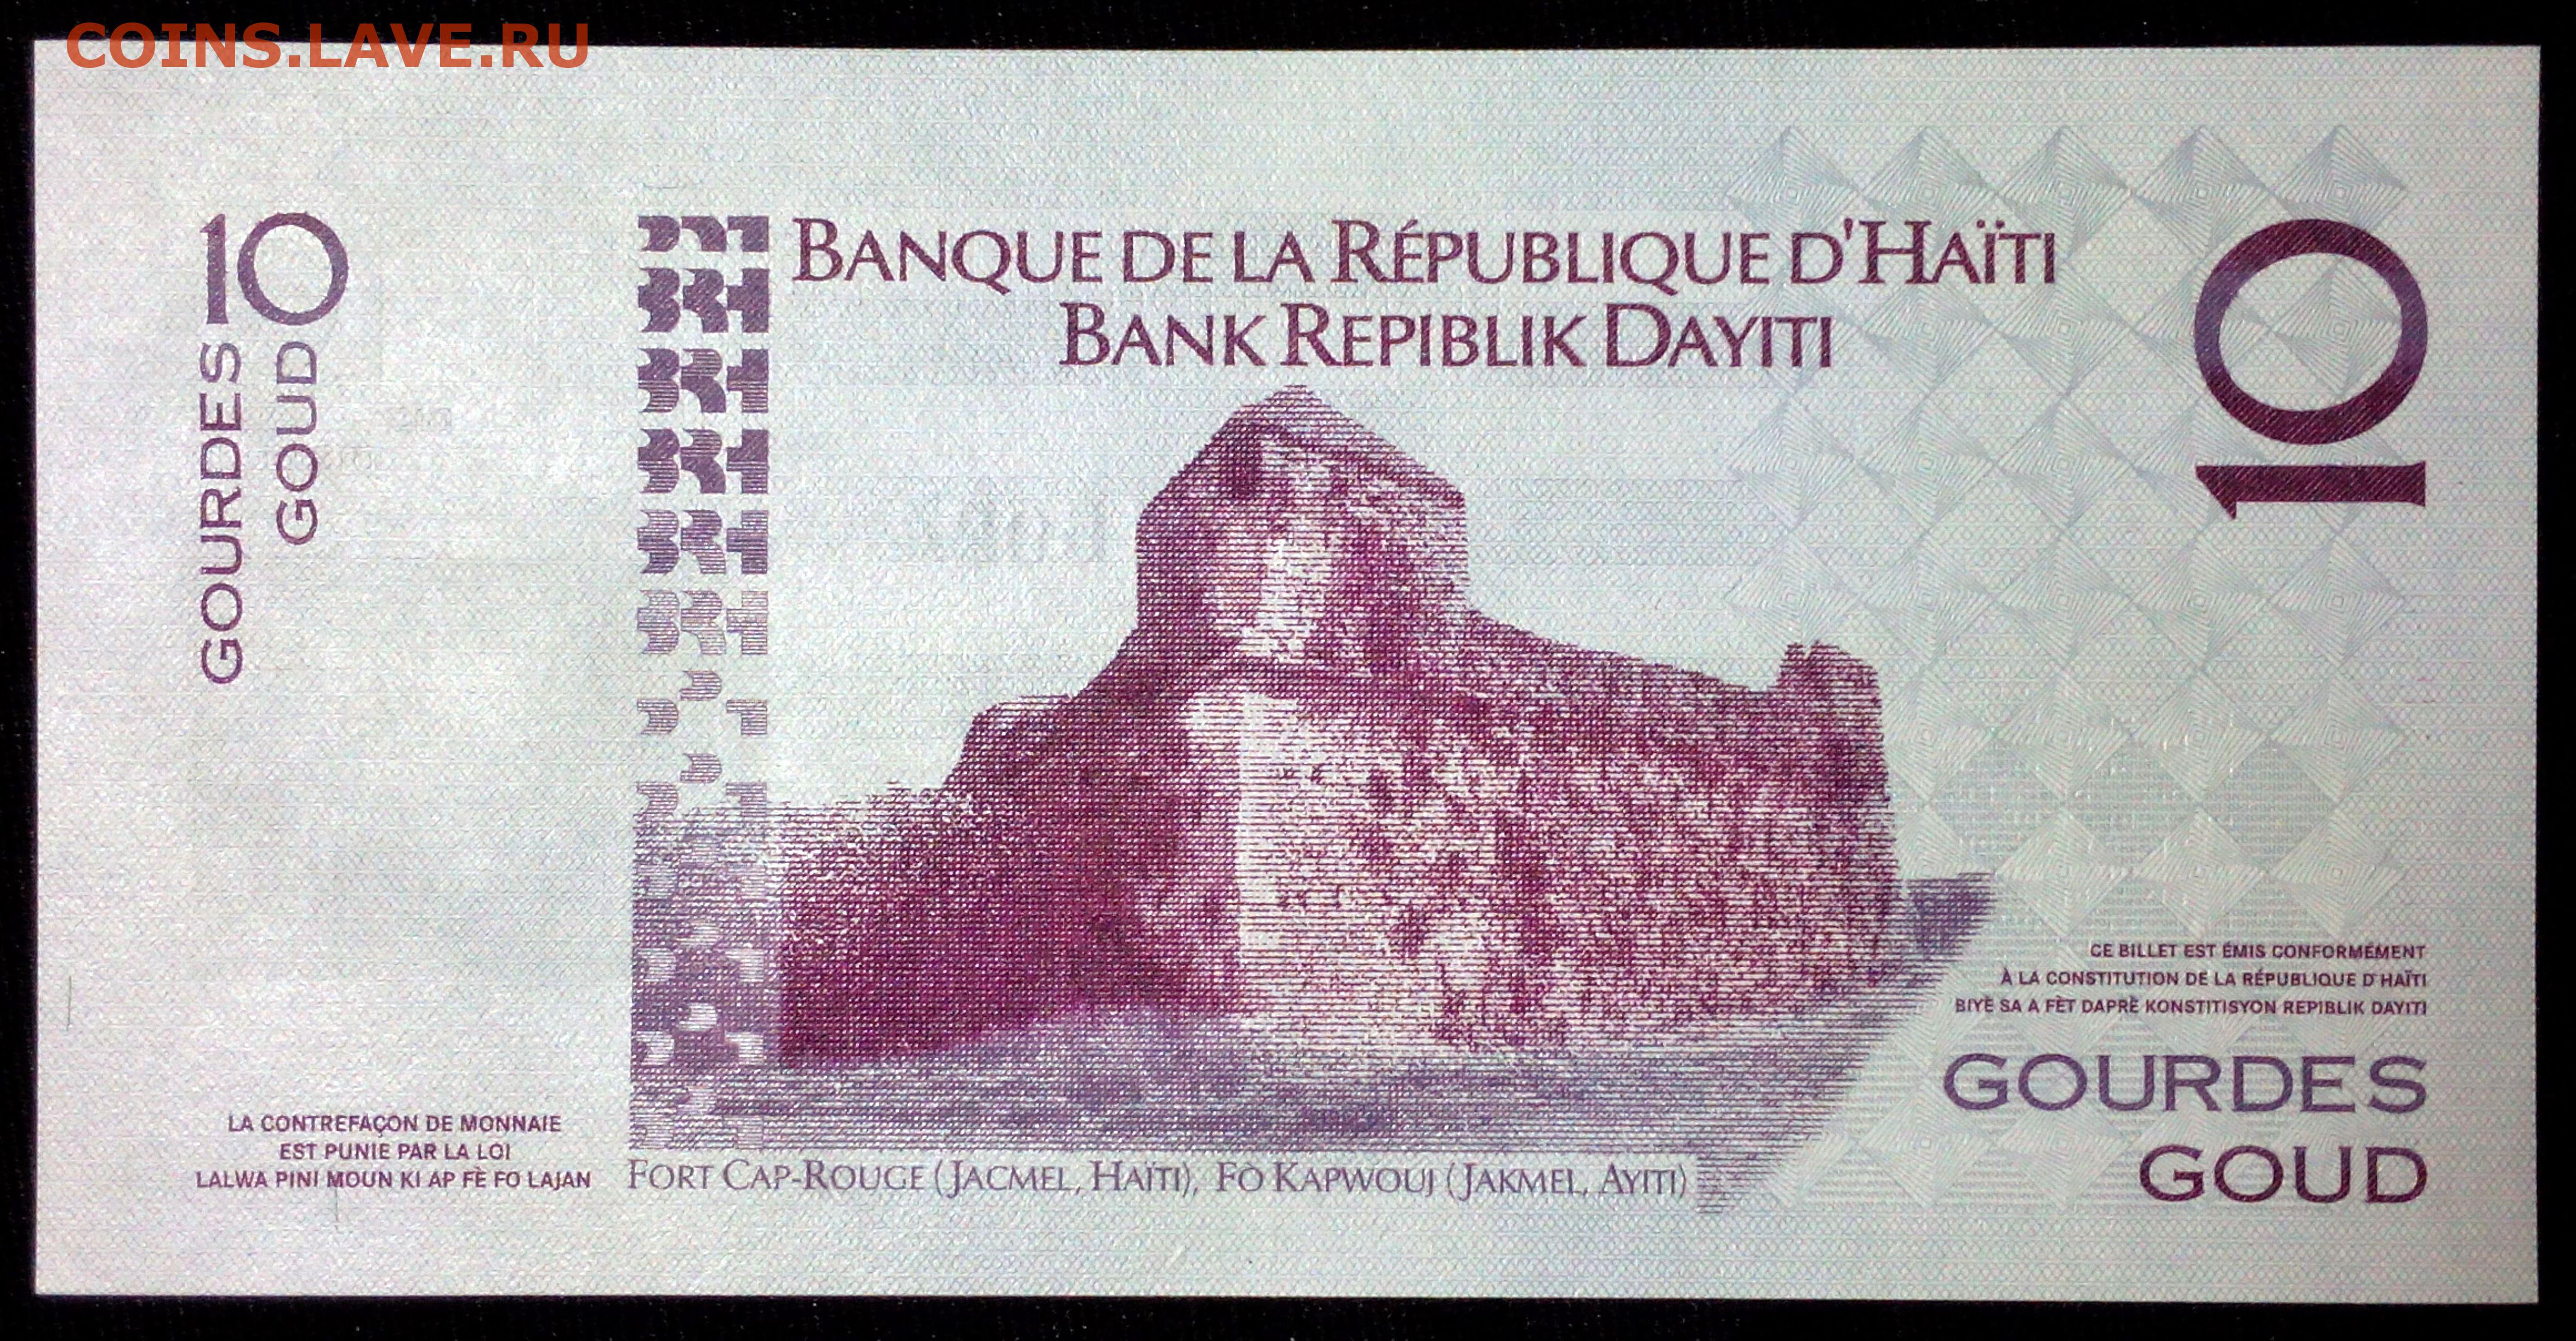 COINS.LAVE.RU
10
GOURDES
GOUD
BANQUE DE LA RÉPUBLIQUE D'HAÏTI
BANK REPIBLIK DAYITI
10
CE BILLET EST ÉMIS CONFORMÉMENT
À LA CONSTITUTION DE LA RÉPUBLIQUE D'HAÏTI
BIYÈ SA A FÈT DAPRÈ KONSTITISYON REPIBLIK DAYITI
GOURDES
GOUD
LA CONTREFAÇON DE MONNAIE
EST PUNIE PAR LA LOI
LALWA PINI MOUN KI AP FÈ FO LAJAN
FORT CAP-ROUGE (JACMEL, HAÏTI), FÒ KAPWOUJ (JAKMEL, AYITI)